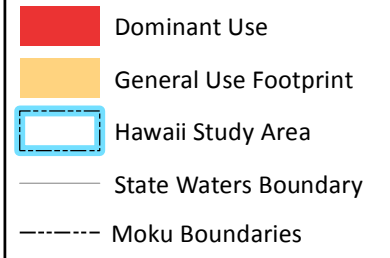 Dominant Use
General Use Footprint
Hawaii Study Area
State Waters Boundary
Moku Boundaries